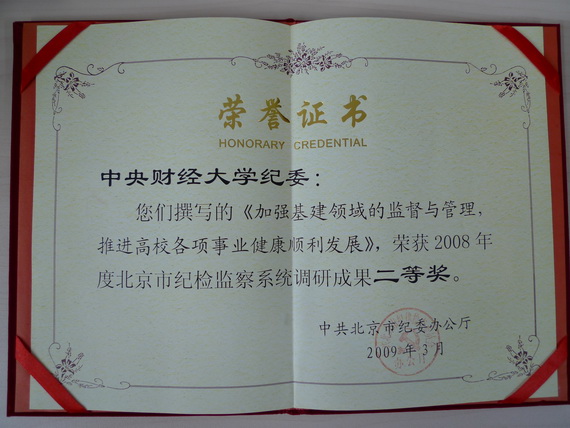 荣誉证书
HONORARY CREDENTIAL
中央财经大学纪委：
您们撰写的《加强基建领域的监督与管理，
推进高校各项事业健康顺利发展》，荣获2008年
度北京市纪检监察系统调研成果二等奖。
中共北京市纪委办公厅
2009年3月
办公厅